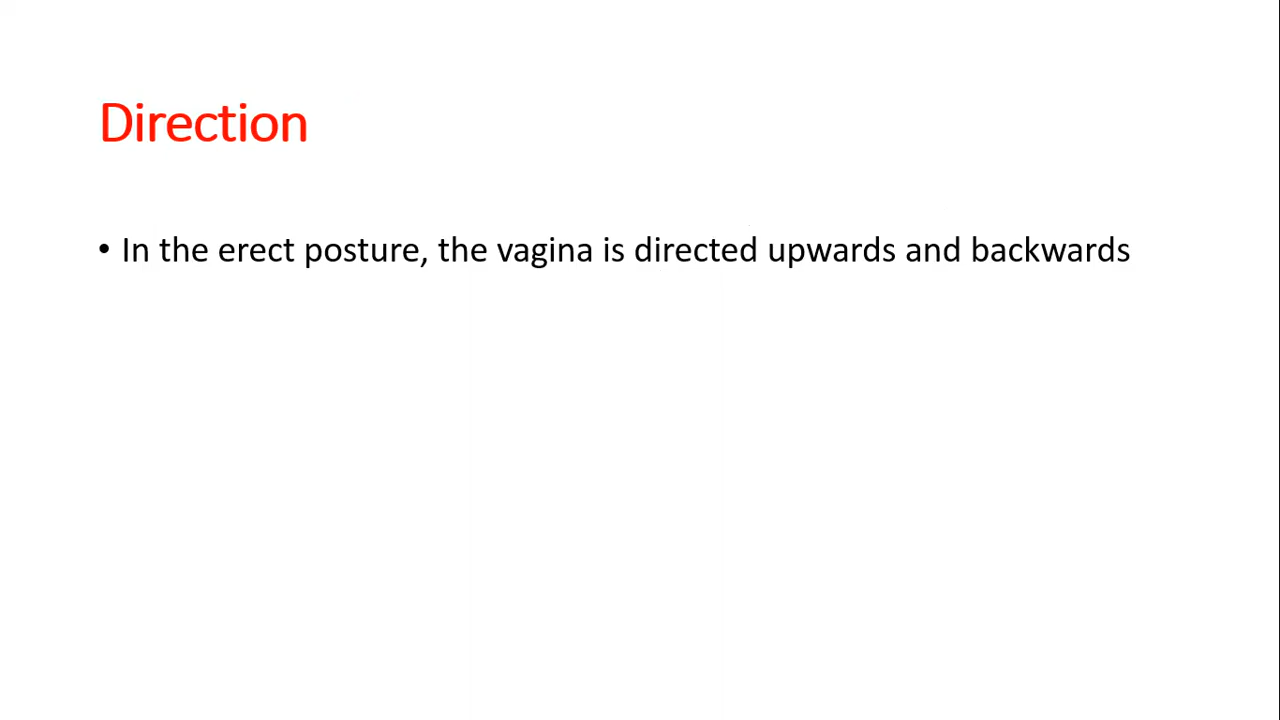 Direction
• In the erect posture, the vagina is directed upwards and backwards